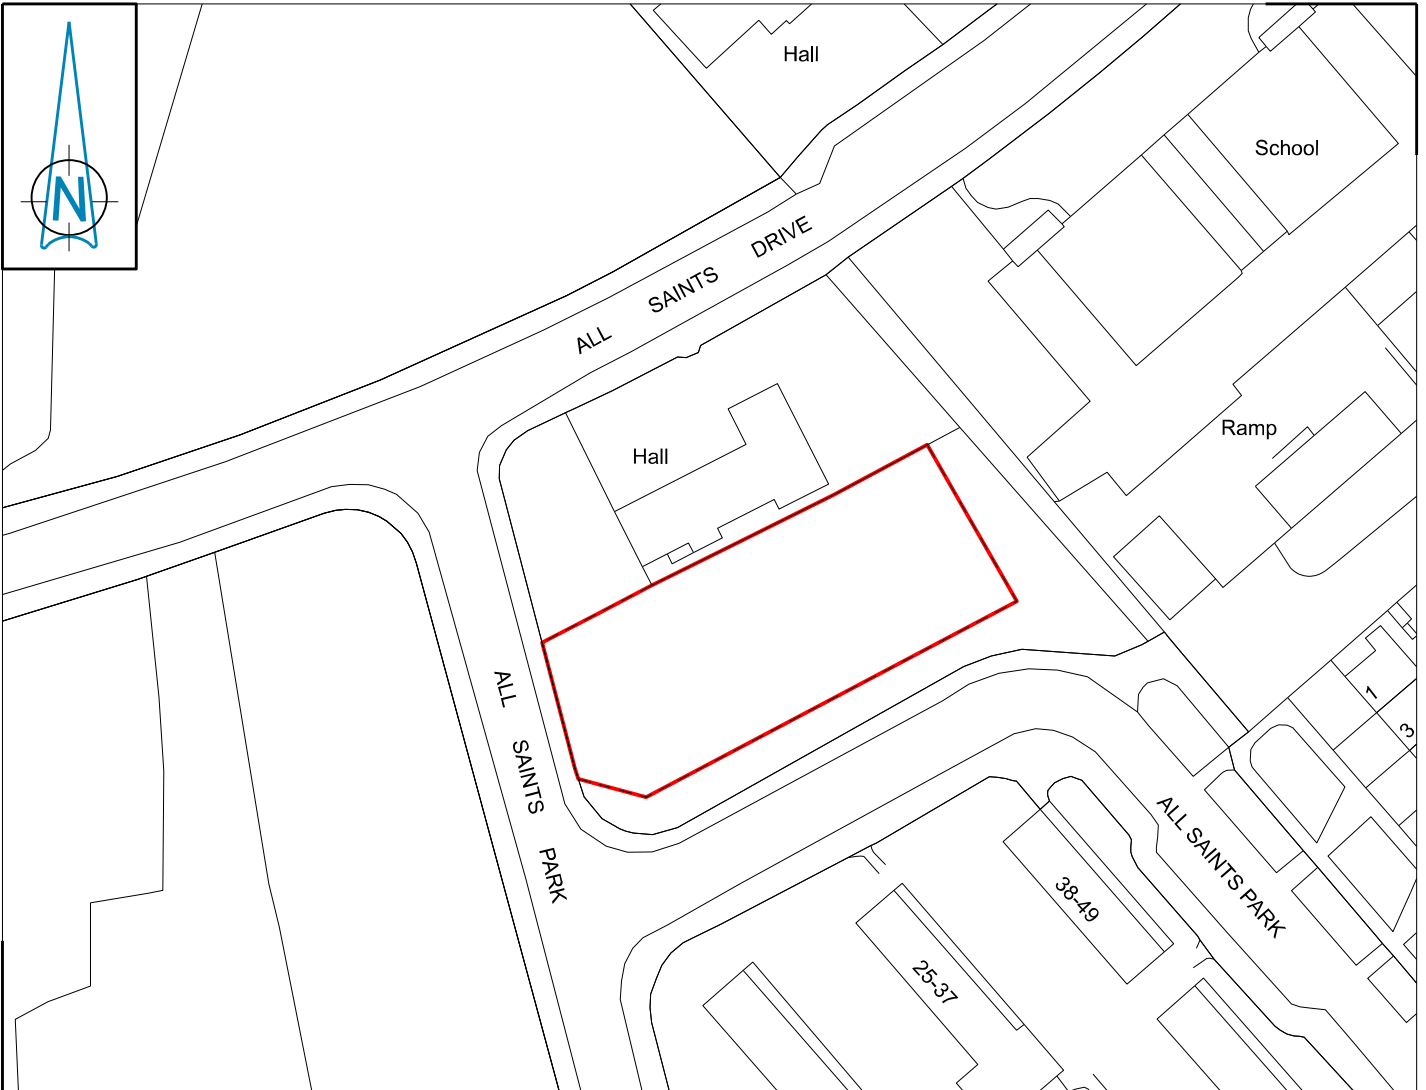 Hall
School
N
ALL SAINTS DRIVE
Ramp
Hall
ALL SAINTS PARK
1
3
ALL SAINTS PARK
38-49
25-37